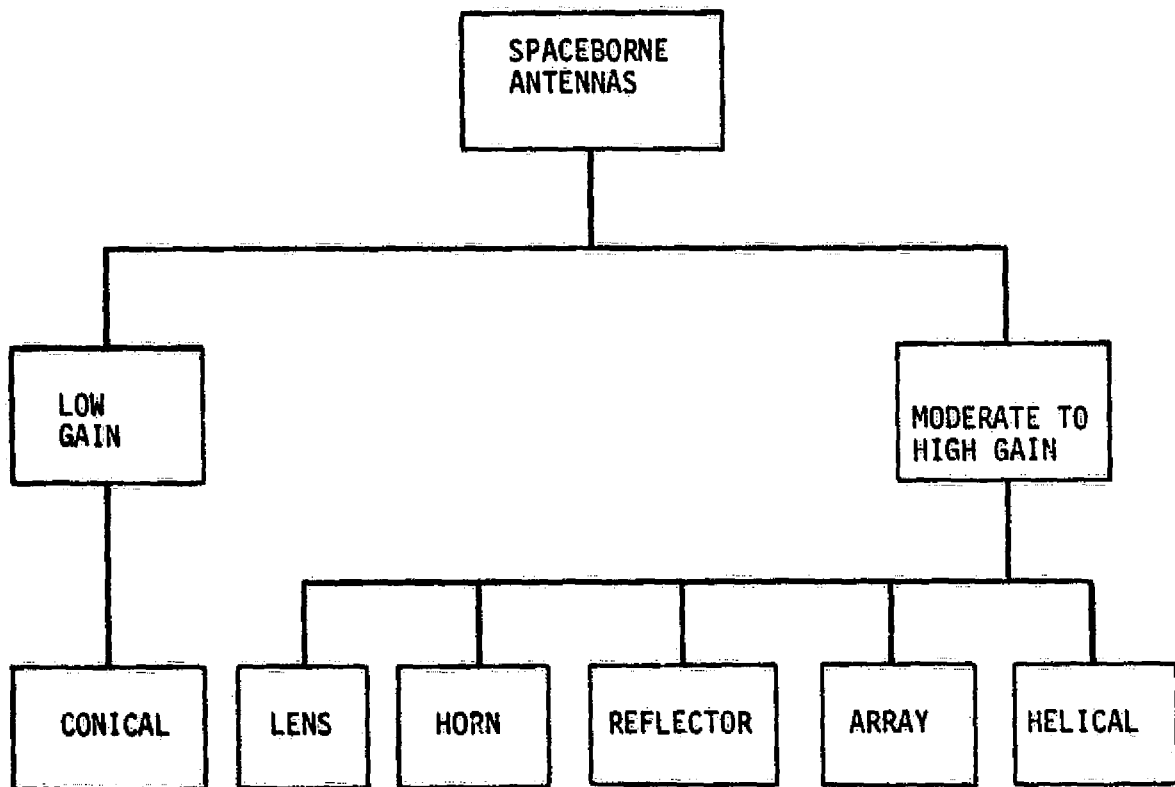 SPACEBORNE
ANTENNAS
LOW
GAIN
MODERATE TO
HIGH GAIN
CONICAL
LENS
HORN
REFLECTOR
ARRAY
HELICAL